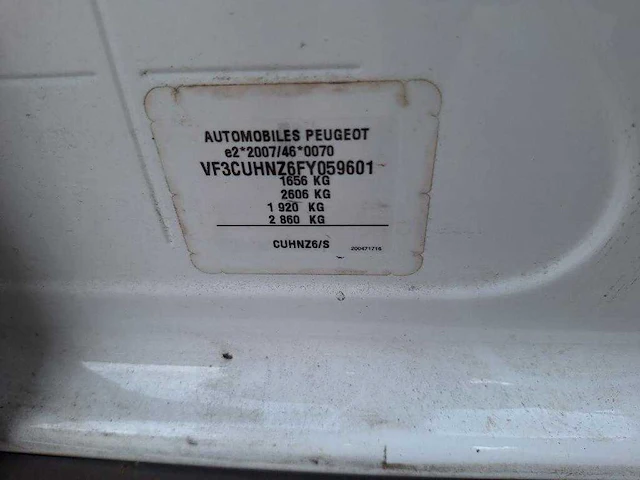 AUTOMOBILES PEUGEOT
e2*2007/46*0070
VF3CUHNZ6FY059601
1656 KG
2606 KG
1 920 KG
2 860 KG
CUHNZ6/S